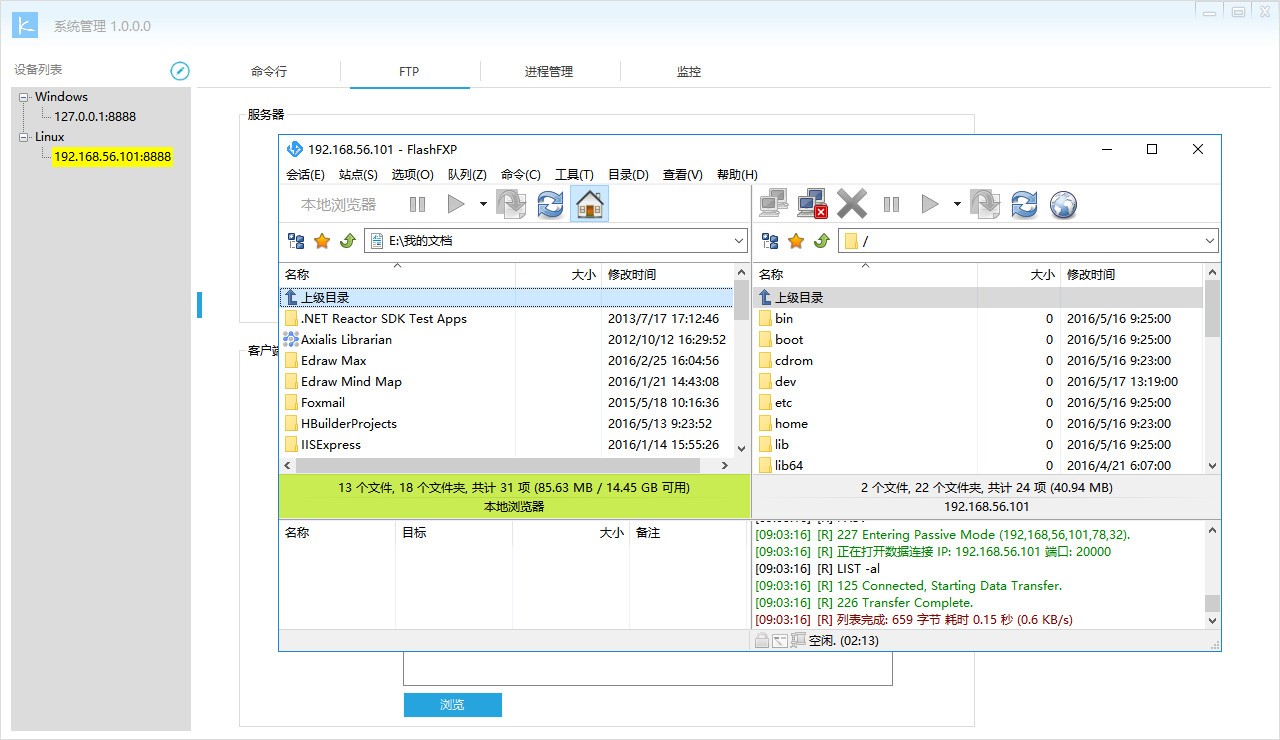 系统管理 1.0.0.0
设备列表
命令行
FTP
进程管理
监控
Windows
127.0.0.1:8888
Linux
192.168.56.101:8888
服务器
192.168.56.101 - FlashFXP
会话(E) 站点(S) 选项(O) 队列(Z) 命令(C) 工具(T) 目录(D) 查看(V) 帮助(H)
本地浏览器
E:\我的文档
名称 大小 修改时间
上级目录
.NET Reactor SDK Test Apps 2013/7/17 17:12:46
Axialis Librarian 2012/10/12 16:29:52
Edraw Max 2016/2/25 16:04:56
Edraw Mind Map 2016/1/21 14:43:08
Foxmail 2015/5/18 10:16:36
HBuilderProjects 2016/5/13 9:23:52
IISExpress 2016/1/14 15:55:26
13 个文件, 18 个文件夹, 共计 31 项 (85.63 MB / 14.45 GB 可用)
本地浏览器
/
名称 大小 修改时间
上级目录
bin 0 2016/5/16 9:25:00
boot 0 2016/5/16 9:25:00
cdrom 0 2016/5/16 9:23:00
dev 0 2016/5/17 13:19:00
etc 0 2016/5/16 9:25:00
home 0 2016/5/16 9:23:00
lib 0 2016/5/16 9:25:00
lib64 0 2016/4/21 6:07:00
2 个文件, 22 个文件夹, 共计 24 项 (40.94 MB)
192.168.56.101
名称 目标 大小 备注
[09:03:16] [R] 227 Entering Passive Mode (192,168,56,101,78,32).
[09:03:16] [R] 正在打开数据连接 IP: 192.168.56.101 端口: 20000
[09:03:16] [R] LIST -al
[09:03:16] [R] 125 Connected, Starting Data Transfer.
[09:03:16] [R] 226 Transfer Complete.
[09:03:16] [R] 列表完成: 659 字节 耗时 0.15 秒 (0.6 KB/s)
空闲. (02:13)
客户
浏览